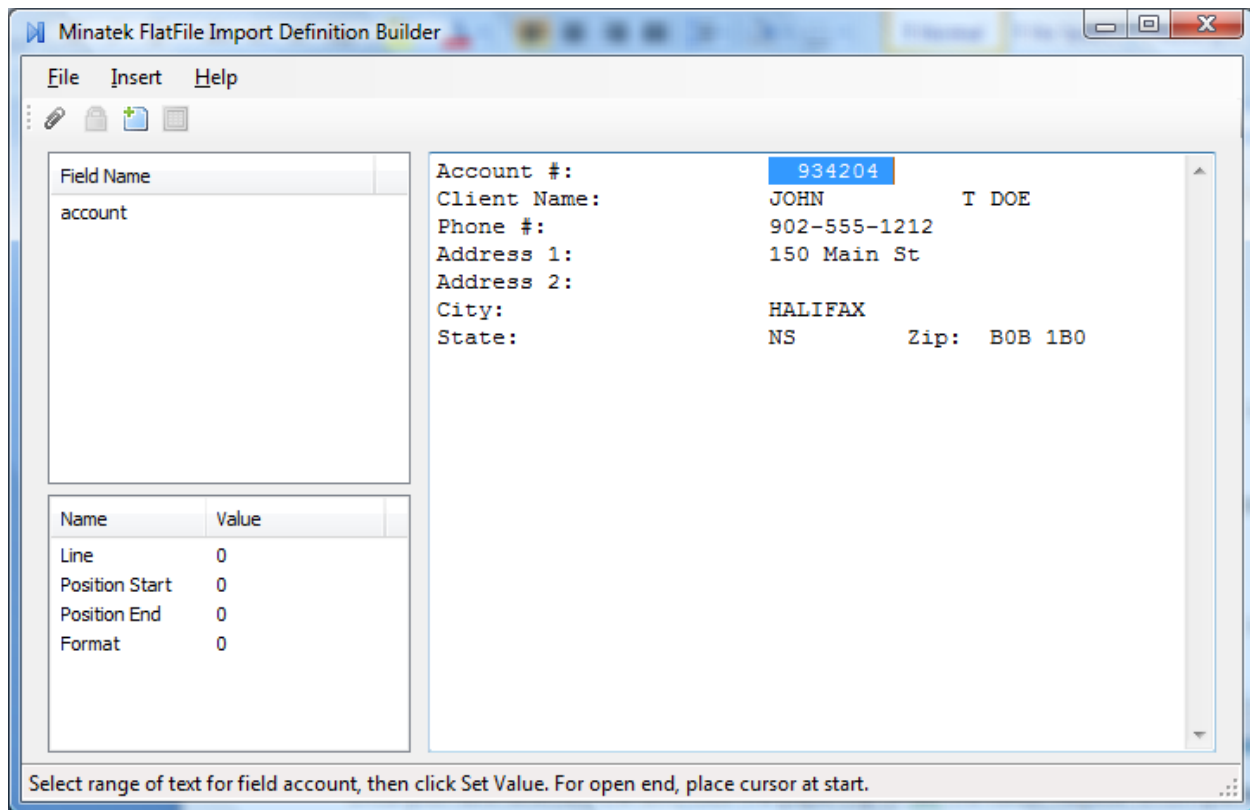 Minatek FlatFile Import Definition Builder
File Insert Help
Field Name
account
Name Value
Line 0
Position Start 0
Position End 0
Format 0
Account #: 934204
Client Name: JOHN T DOE
Phone #: 902-555-1212
Address 1: 150 Main St
Address 2:
City: HALIFAX
State: NS Zip: B0B 1B0
Select range of text for field account, then click Set Value. For open end, place cursor at start.